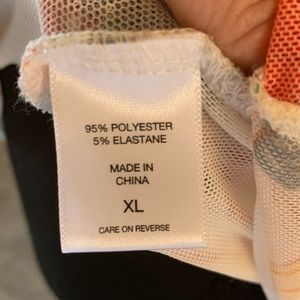 95% POLYESTER
5% ELASTANE
MADE IN
CHINA
XL
CARE ON REVERSE